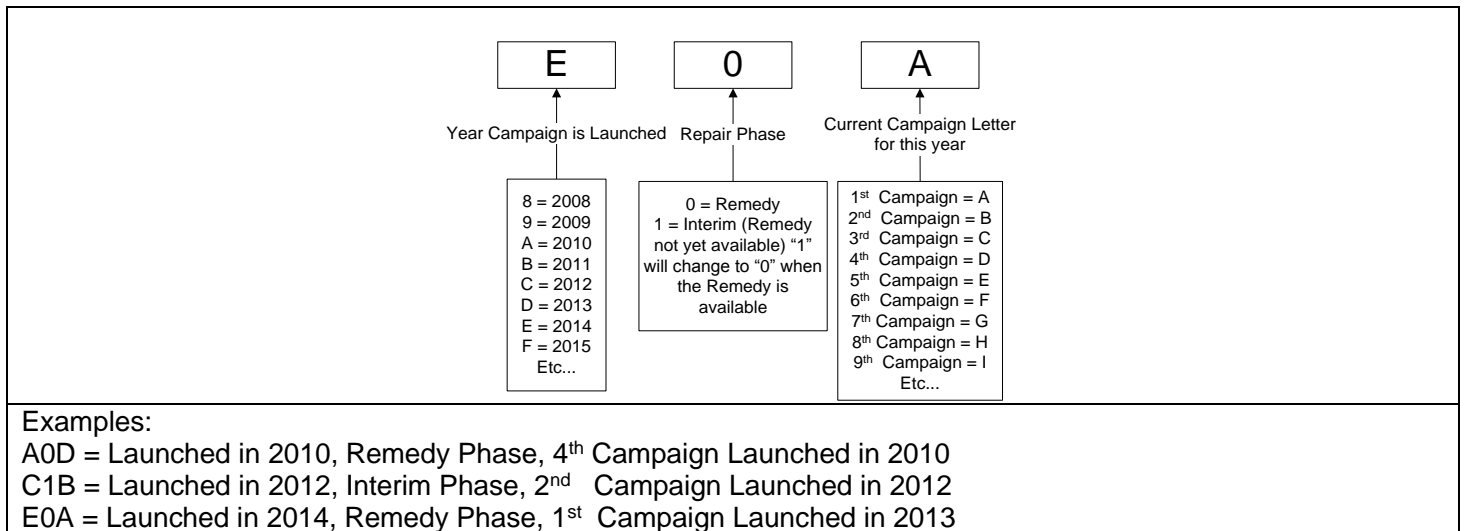 E
0
A
Year Campaign is Launched
Repair Phase
Current Campaign Letter
for this year
8 = 2008
9 = 2009
A = 2010
B = 2011
C = 2012
D = 2013
E = 2014
F = 2015
Etc...
0 = Remedy
1 = Interim (Remedy
not yet available) “1”
will change to “0” when
the Remedy is
available
1st Campaign = A
2nd Campaign = B
3rd Campaign = C
4th Campaign = D
5th Campaign = E
6th Campaign = F
7th Campaign = G
8th Campaign = H
9th Campaign = I
Etc...
Examples:
A0D = Launched in 2010, Remedy Phase, 4th Campaign Launched in 2010
C1B = Launched in 2012, Interim Phase, 2nd Campaign Launched in 2012
E0A = Launched in 2014, Remedy Phase, 1st Campaign Launched in 2013